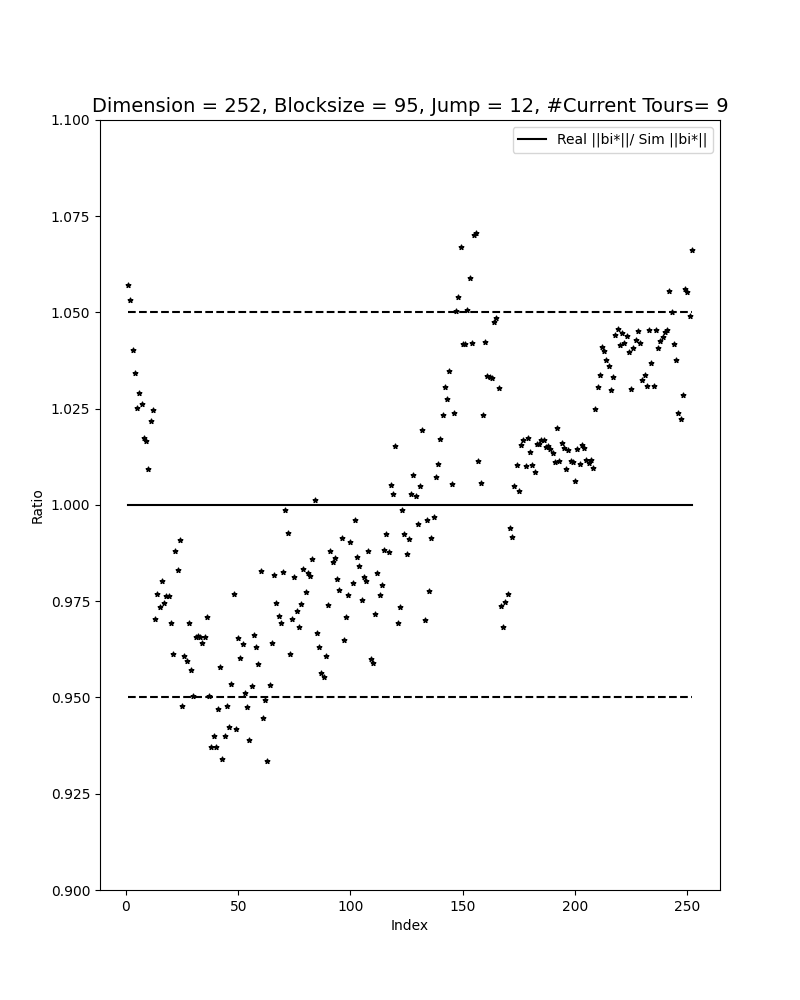 Dimension = 252, Blocksize = 95, Jump = 12, #Current Tours= 9
Real ||bi*||/ Sim ||bi*||
1.100
1.075
1.050
1.025
1.000
0.975
0.950
0.925
0.900
Ratio
0 50 100 150 200 250
Index